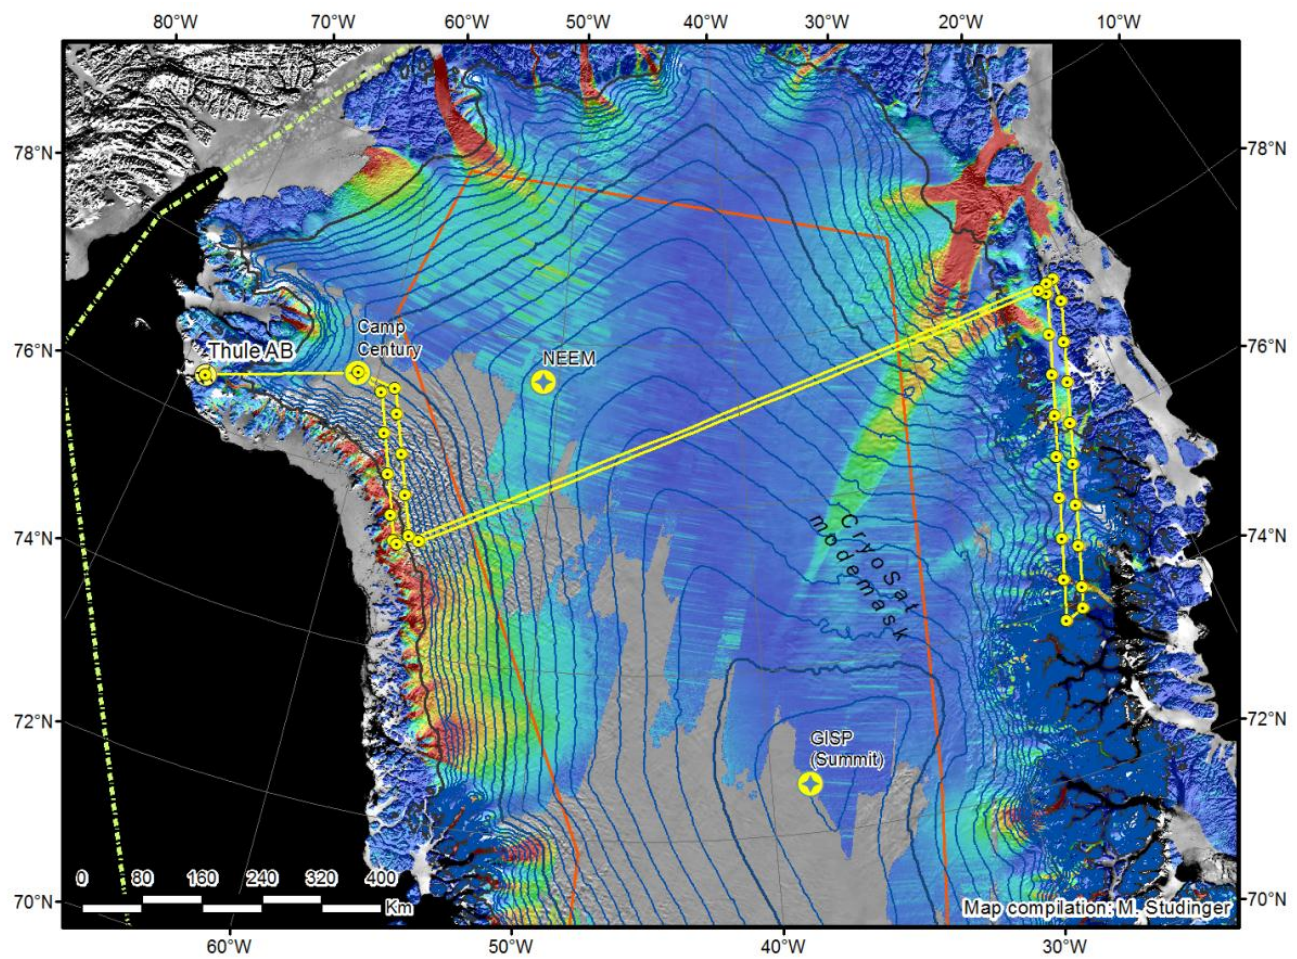 80°W 70°W 60°W 50°W 40°W 30°W 20°W 10°W
78°N 78°N
76°N 76°N
Thule AB
Camp
Century
NEEM
74°N 74°N
CryoSat
modemask
72°N 72°N
GISP
(Summit)
0 80 160 240 320 400
Km
70°N 70°N
Map compilation: M. Studinger
60°W 50°W 40°W 30°W